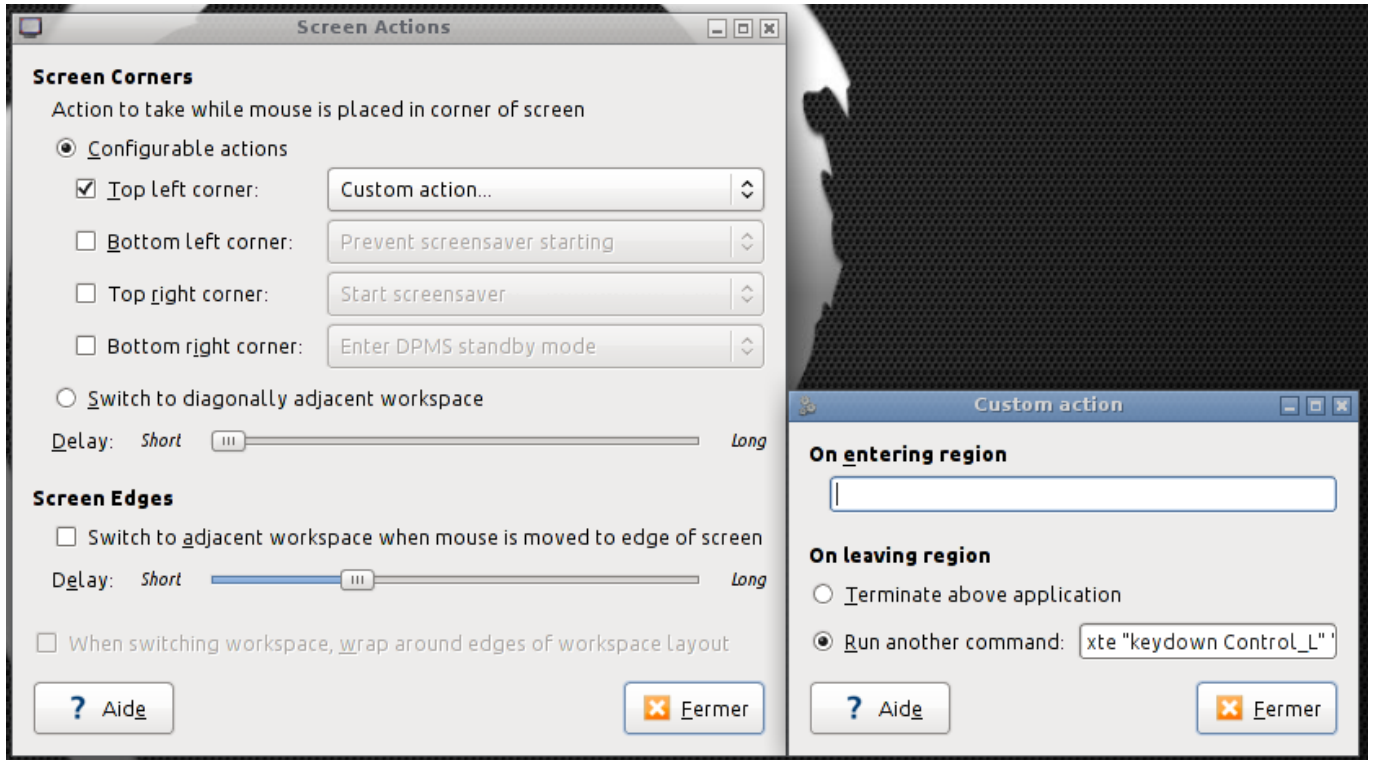 Screen Actions
Screen Corners
Action to take while mouse is placed in corner of screen
Configurable actions
Top left corner: Custom action...
Bottom left corner: Prevent screensaver starting
Top right corner: Start screensaver
Bottom right corner: Enter DPMS standby mode
Switch to diagonally adjacent workspace
Delay: Short Long
Screen Edges
Switch to adjacent workspace when mouse is moved to edge of screen
Delay: Short Long
When switching workspace, wrap around edges of workspace layout
? Aide Fermer
Custom action
On entering region
On leaving region
Terminate above application
Run another command: xte "keydown Control_L" '
? Aide Fermer